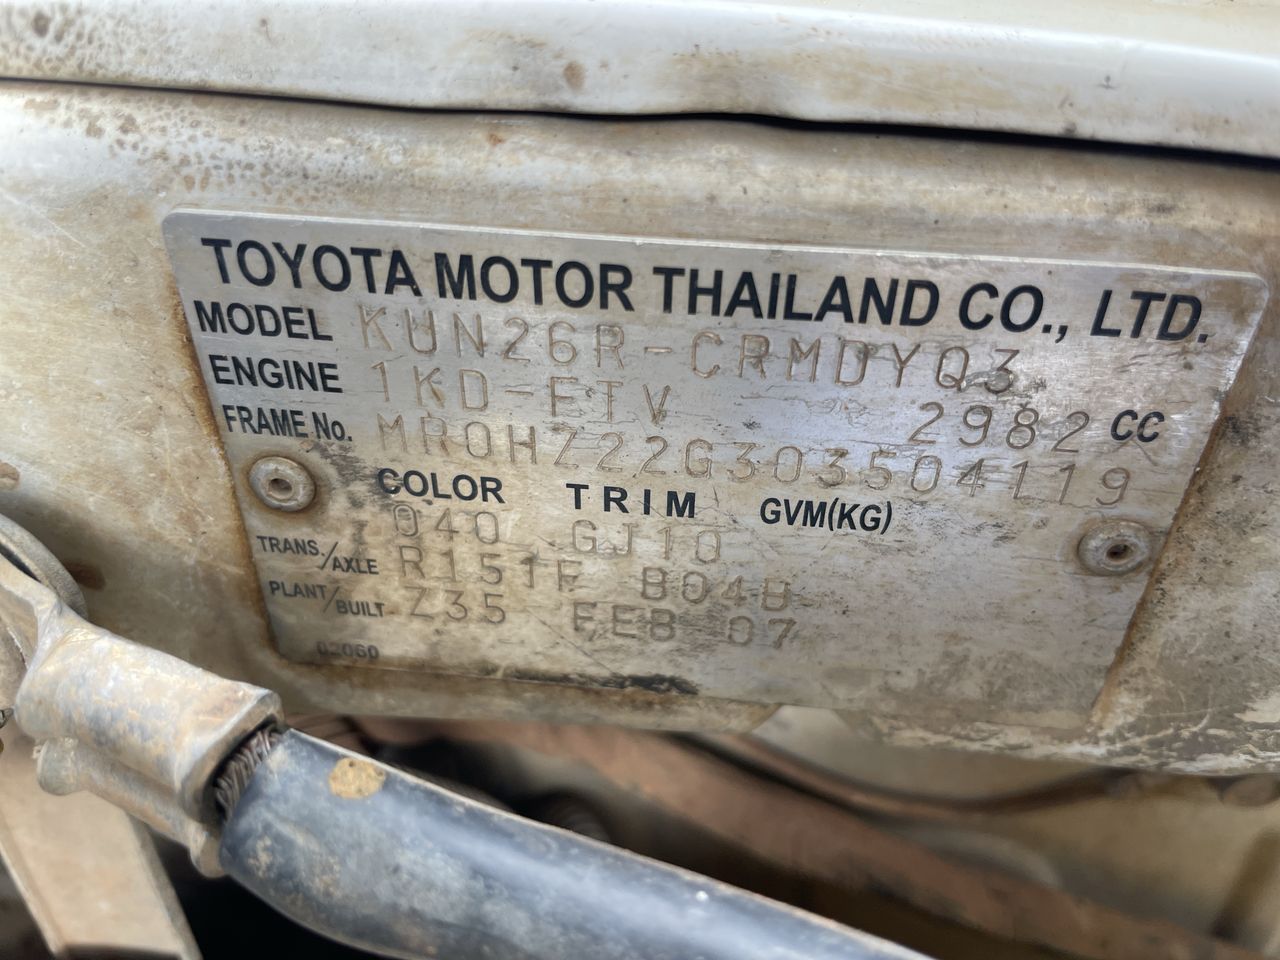 TOYOTA MOTOR THAILAND CO., LTD.
MODEL KUN26R-CRMDYQ3
ENGINE 1KD-FTV 2982 CC
FRAME No. MR0HZ22G303504119
COLOR TRIM GVM(KG)
040 GJ10
TRANS./AXLE R151F B04B
PLANT/BUILT Z35 FEB 07
02060